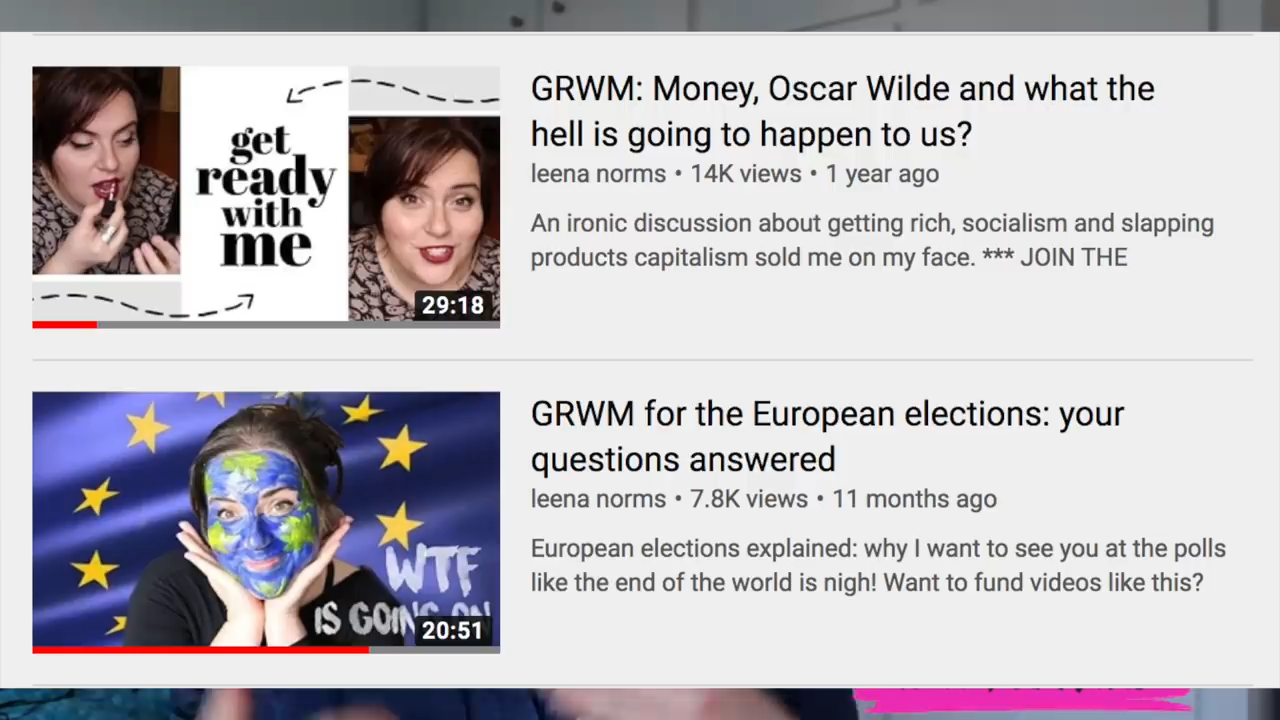 get
ready
with
me
29:18
GRWM: Money, Oscar Wilde and what the
hell is going to happen to us?
leena norms • 14K views • 1 year ago
An ironic discussion about getting rich, socialism and slapping
products capitalism sold me on my face. *** JOIN THE
WTF
IS GOING ON
20:51
GRWM for the European elections: your
questions answered
leena norms • 7.8K views • 11 months ago
European elections explained: why I want to see you at the polls
like the end of the world is nigh! Want to fund videos like this?